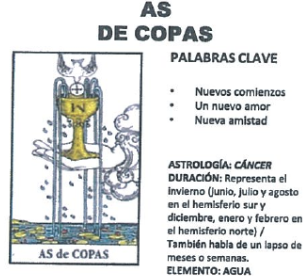 AS
DE COPAS
PALABRAS CLAVE
• Nuevos comienzos
• Un nuevo amor
• Nueva amistad
AS de COPAS
ASTROLOGÍA: CÁNCER
DURACIÓN: Representa el
invierno (junio, julio y agosto
en el hemisferio sur y
diciembre, enero y febrero en
el hemisferio norte) /
También habla de un lapso de
meses o semanas.
ELEMENTO: AGUA